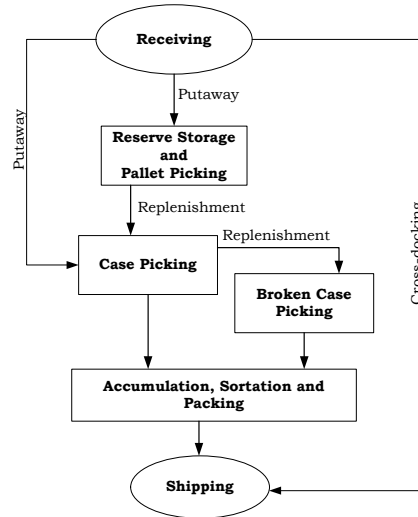 Receiving
Putaway
Putaway
Reserve Storage
and
Pallet Picking
Replenishment
Replenishment
Case Picking
Broken Case
Picking
Cross-docking
Accumulation, Sortation and
Packing
Shipping